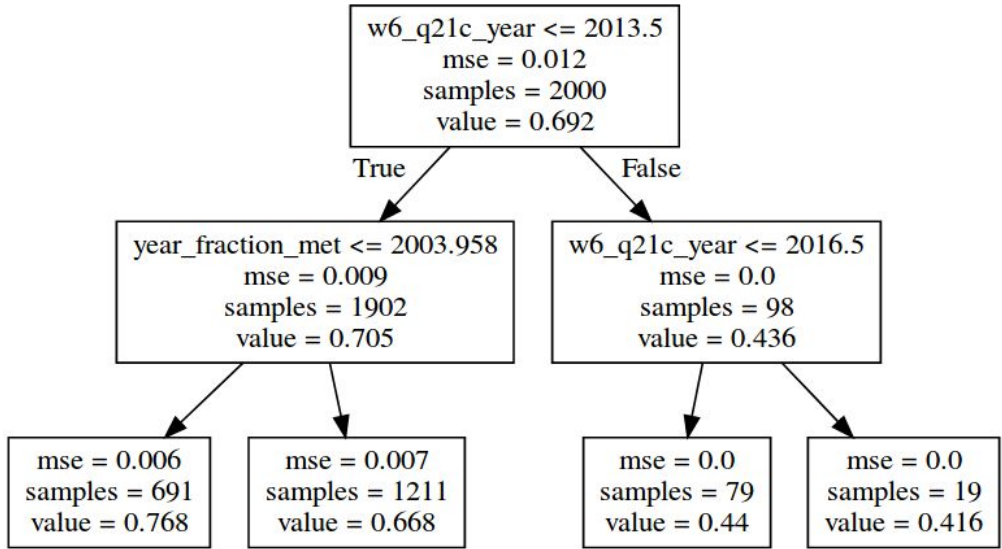 w6_q21c_year <= 2013.5
mse = 0.012
samples = 2000
value = 0.692
True
False
year_fraction_met <= 2003.958
mse = 0.009
samples = 1902
value = 0.705
w6_q21c_year <= 2016.5
mse = 0.0
samples = 98
value = 0.436
mse = 0.006
samples = 691
value = 0.768
mse = 0.007
samples = 1211
value = 0.668
mse = 0.0
samples = 79
value = 0.44
mse = 0.0
samples = 19
value = 0.416